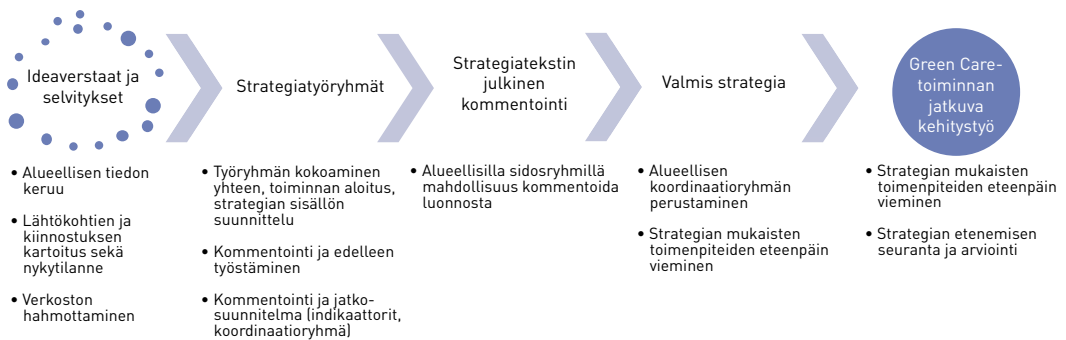 Ideaverstaat ja
selvitykset
Strategiatyöryhmät
Strategiatekstin
julkinen
kommentointi
Valmis strategia
Green Care-
toiminnan
jatkuva
kehitystyö
• Alueellisen tiedon
keruu
• Lähtökohtien ja
kiinnostuksen
kartoitus sekä
nykytilanne
• Verkoston
hahmottaminen
• Työryhmän kokoaminen
yhteen, toiminnan aloitus,
strategian sisällön
suunnittelu
• Kommentointi ja edelleen
työstäminen
• Kommentointi ja jatko-
suunnitelma (indikaattorit,
koordinaatioryhmä)
• Alueellisilla sidosryhmillä
mahdollisuus kommentoida
luonnosta
• Alueellisen
koordinaatioryhmän
perustaminen
• Strategian mukaisten
toimenpiteiden eteenpäin
vieminen
• Strategian mukaisten
toimenpiteiden eteenpäin
vieminen
• Strategian etenemisen
seuranta ja arviointi